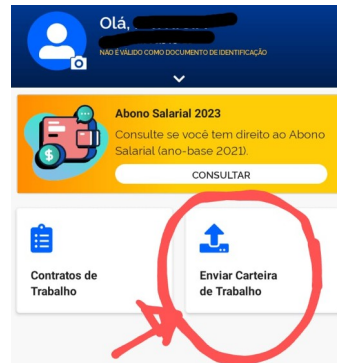 Olá,
NÃO É VÁLIDO COMO DOCUMENTO DE IDENTIFICAÇÃO
Abono Salarial 2023
Consulte se você tem direito ao Abono
Salarial (ano-base 2021).
CONSULTAR
Contratos de
Trabalho
Enviar Carteira
de Trabalho